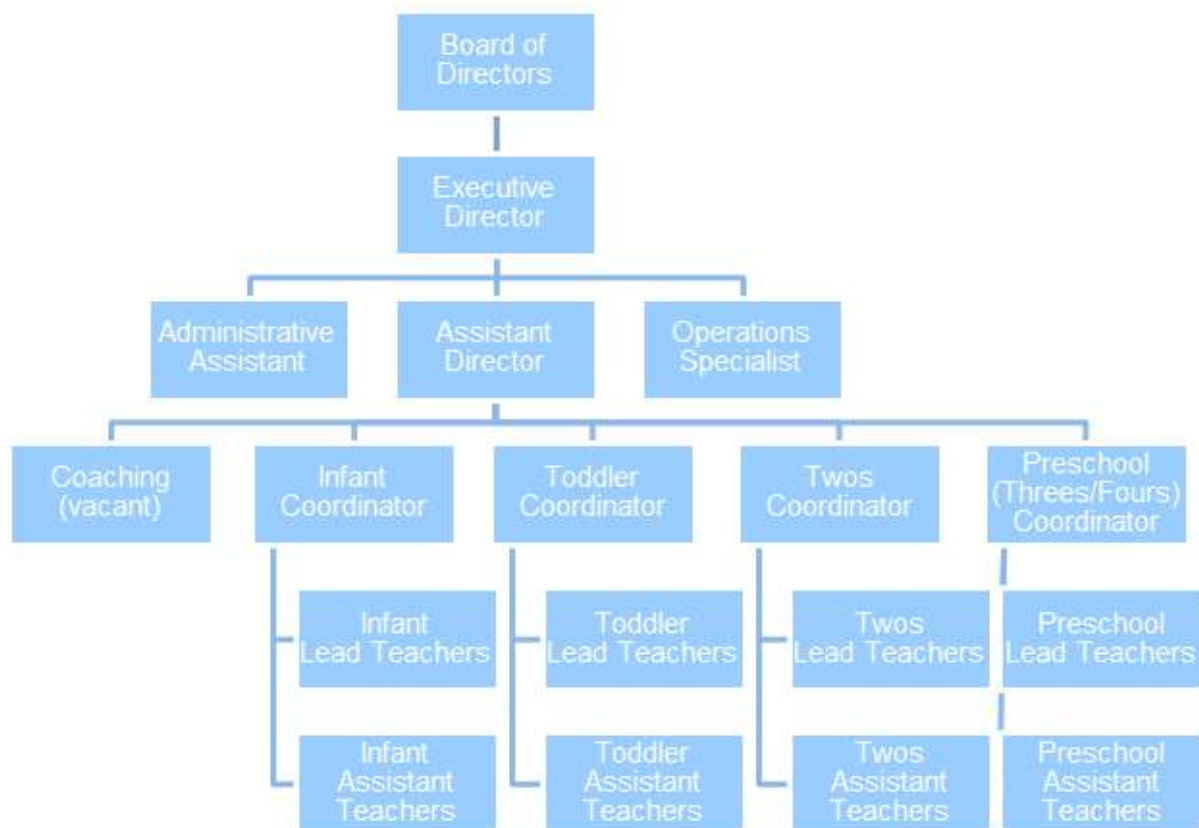 Board of
Directors
Executive
Director
Administrative
Assistant
Assistant
Director
Operations
Specialist
Coaching
(vacant)
Infant
Coordinator
Toddler
Coordinator
Twos
Coordinator
Preschool
(Threes/Fours)
Coordinator
Infant
Lead Teachers
Toddler
Lead Teachers
Twos
Lead Teachers
Preschool
Lead Teachers
Infant
Assistant
Teachers
Toddler
Assistant
Teachers
Twos
Assistant
Teachers
Preschool
Assistant
Teachers